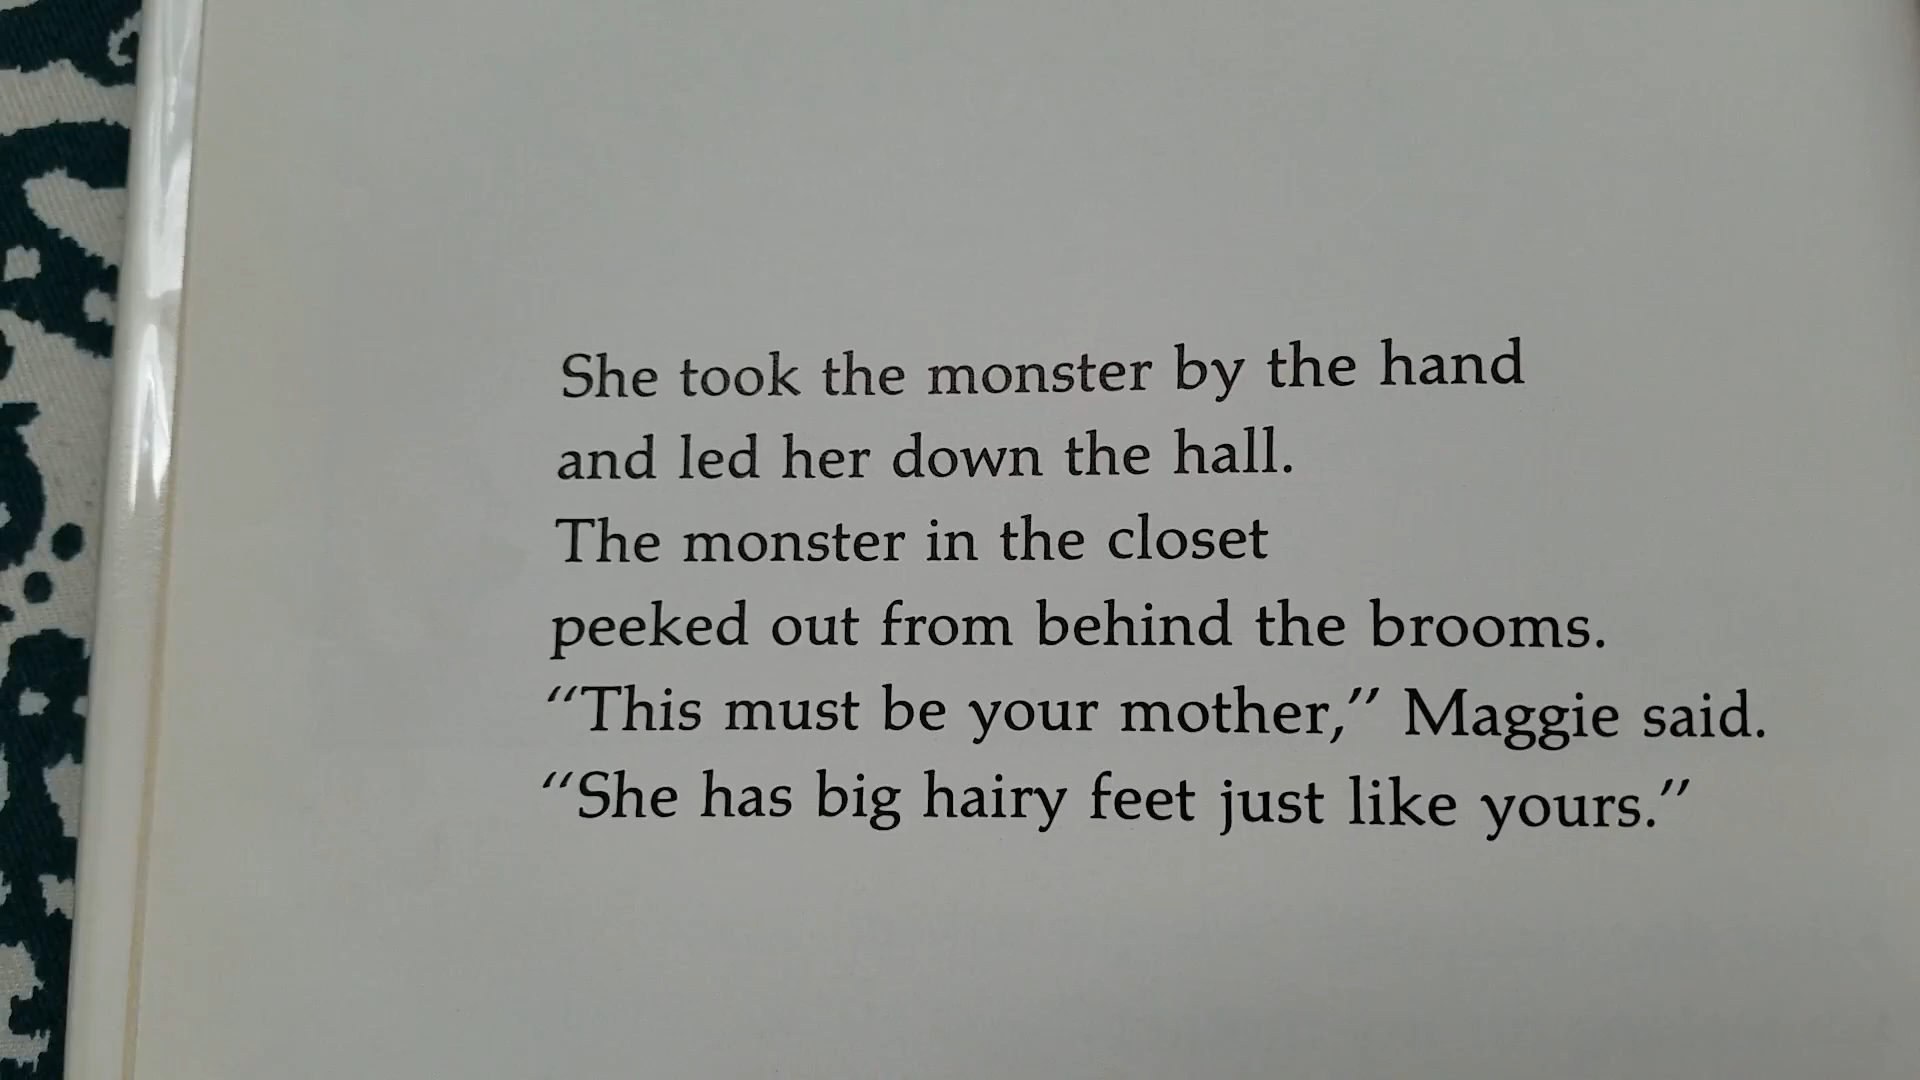 She took the monster by the hand
and led her down the hall.
The monster in the closet
peeked out from behind the brooms.
“This must be your mother,” Maggie said.
“She has big hairy feet just like yours.”